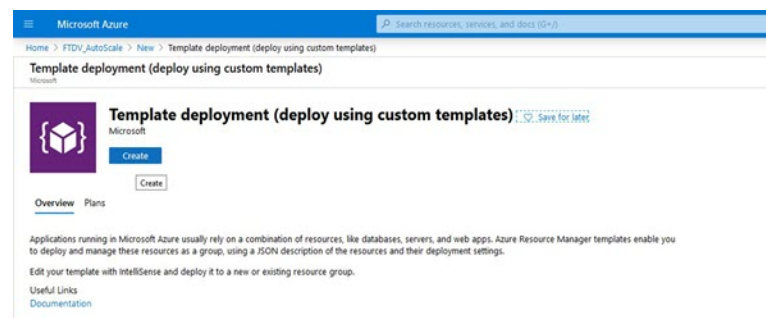 Microsoft Azure
Search resources, services, and docs (G+/)
Home > FTDV_AutoScale > New > Template deployment (deploy using custom templates)
Template deployment (deploy using custom templates)
Microsoft
Template deployment (deploy using custom templates) Save for later
Microsoft
Create
Create
Overview Plans
Applications running in Microsoft Azure usually rely on a combination of resources, like databases, servers, and web apps. Azure Resource Manager templates enable you
to deploy and manage these resources as a group, using a JSON description of the resources and their deployment settings.
Edit your template with IntelliSense and deploy it to a new or existing resource group.
Useful Links
Documentation